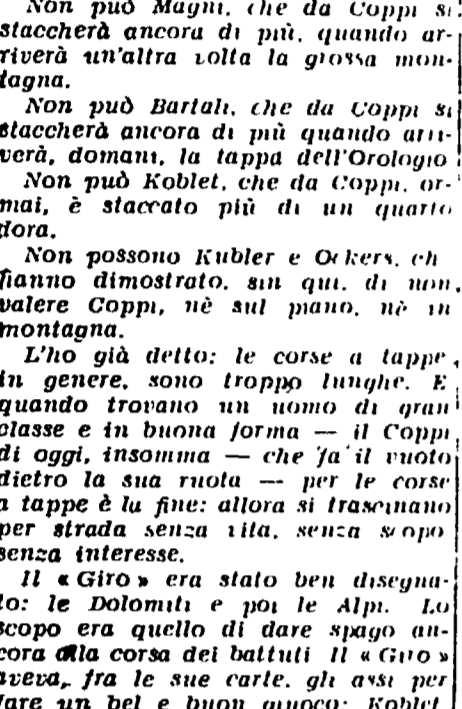 Non può Magni, che da Coppi si
staccherà ancora di più, quando ar-
riverà un'altra volta la grossa mon-
tagna.
Non può Bartali, che da Coppi si
staccherà ancora di più quando arri-
verà, domani, la tappa dell'Orologio
Non può Koblet, che da Coppi, or-
mai, è staccato più di un quarto
dora.
Non possono Kubler e Ockers, ch
hanno dimostrato, sin qui, di non
valere Coppi, nè sul piano, nè in
montagna.
L'ho già detto: le corse a tappe,
in genere, sono troppo lunghe. E
quando trovano un uomo di gran
classe e in buona forma — il Coppi
di oggi, insomma — che fa il vuoto
dietro la sua ruota — per le corse
a tappe è la fine: allora si trascinano
per strada senza vita, senza scopo
senza interesse.
Il « Giro » era stato ben disegna-
to: le Dolomiti e poi le Alpi. Lo
scopo era quello di dare spago an-
cora alla corsa dei battuti Il « Giro »
aveva, fra le sue carte, gli assi per
fare un bel e buon giuoco: Koblet,